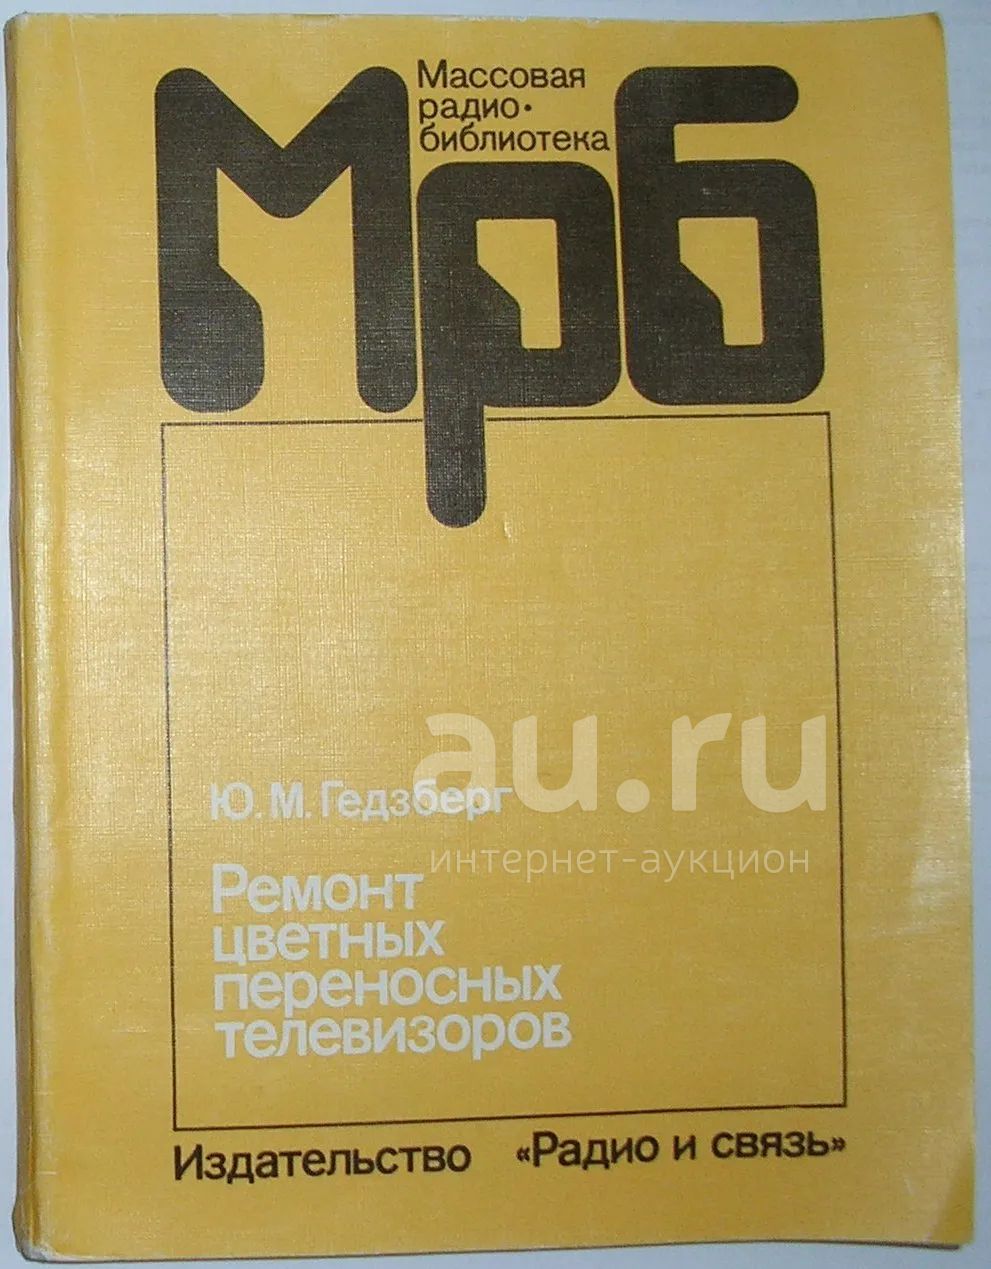 Массовая
радио-
библиотека
Мрб
au.ru
интернет-аукцион
Ю. М. Гедзберг
Ремонт
цветных
переносных
телевизоров
Издательство «Радио и связь»